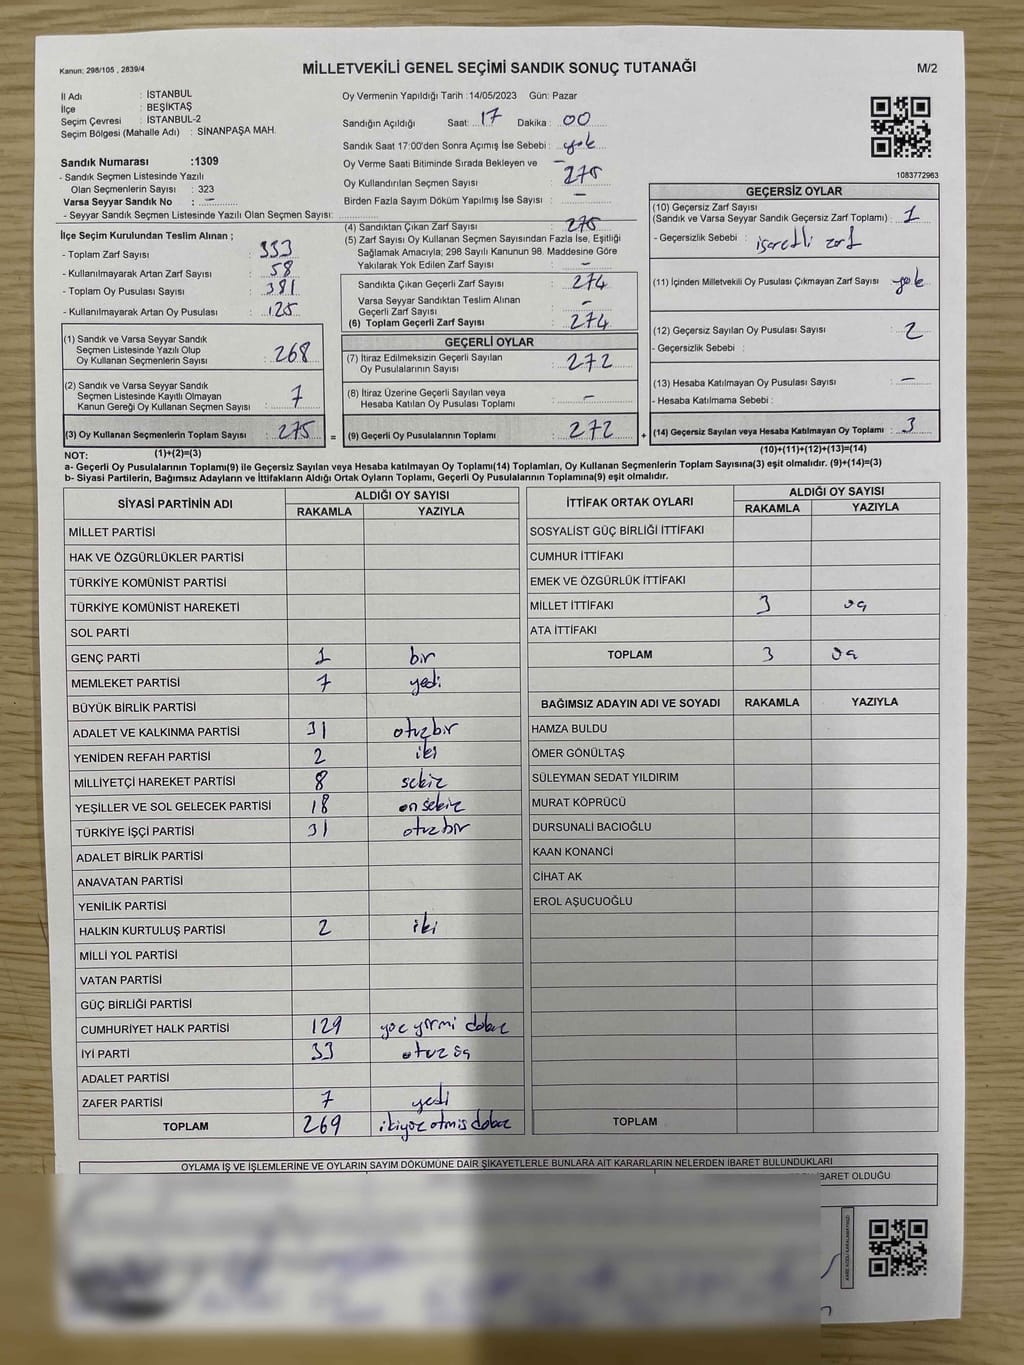 Kanun: 298/105 , 2839/4
MİLLETVEKİLİ GENEL SEÇİMİ SANDIK SONUÇ TUTANAĞI
M/2
İl Adı : İSTANBUL
İlçe : BEŞİKTAŞ
Seçim Çevresi : İSTANBUL-2
Seçim Bölgesi (Mahalle Adı) : SİNANPAŞA MAH.
Sandık Numarası :1309
- Sandık Seçmen Listesinde Yazılı
Olan Seçmenlerin Sayısı : 323
Varsa Seyyar Sandık No : –
- Seyyar Sandık Seçmen Listesinde Yazılı Olan Seçmen Sayısı:
Oy Vermenin Yapıldığı Tarih :14/05/2023 Gün: Pazar
Sandığın Açıldığı Saat: 17 Dakika : 00
Sandık Saat 17:00'den Sonra Açımış İse Sebebi : yok
Oy Verme Saati Bitiminde Sırada Bekleyen ve –
Oy Kullandırılan Seçmen Sayısı : 275
Birden Fazla Sayım Döküm Yapılmış İse Sayısı : –
1083772963
İlçe Seçim Kurulundan Teslim Alınan ;
- Toplam Zarf Sayısı : 333
- Kullanılmayarak Artan Zarf Sayısı : 58
- Toplam Oy Pusulası Sayısı : 381
- Kullanılmayarak Artan Oy Pusulası : 125
(1) Sandık ve Varsa Seyyar Sandık
Seçmen Listesinde Yazılı Olup
Oy Kullanan Seçmenlerin Sayısı : 268
(2) Sandık ve Varsa Seyyar Sandık
Seçmen Listesinde Kayıtlı Olmayan
Kanun Gereği Oy Kullanan Seçmen Sayısı : 7
(3) Oy Kullanan Seçmenlerin Toplam Sayısı : 275 =
(1)+(2)=(3)
(4) Sandıktan Çıkan Zarf Sayısı : 275
(5) Zarf Sayısı Oy Kullanan Seçmen Sayısından Fazla İse, Eşitliği
Sağlamak Amacıyla; 298 Sayılı Kanunun 98. Maddesine Göre
Yakılarak Yok Edilen Zarf Sayısı : –
Sandıkta Çıkan Geçerli Zarf Sayısı : 274
Varsa Seyyar Sandıktan Teslim Alınan
Geçerli Zarf Sayısı : –
(6) Toplam Geçerli Zarf Sayısı : 274
GEÇERLİ OYLAR
(7) İtiraz Edilmeksizin Geçerli Sayılan
Oy Pusulalarının Sayısı : 272
(8) İtiraz Üzerine Geçerli Sayılan veya
Hesaba Katılan Oy Pusulası Toplamı : –
(9) Geçerli Oy Pusulalarının Toplamı : 272 +
GEÇERSİZ OYLAR
(10) Geçersiz Zarf Sayısı
(Sandık ve Varsa Seyyar Sandık Geçersiz Zarf Toplamı) : 1
- Geçersizlik Sebebi : işaretli zarf
(11) İçinden Milletvekili Oy Pusulası Çıkmayan Zarf Sayısı : yok
(12) Geçersiz Sayılan Oy Pusulası Sayısı : 2
- Geçersizlik Sebebi :
(13) Hesaba Katılmayan Oy Pusulası Sayısı : –
- Hesaba Katılmama Sebebi :
(14) Geçersiz Sayılan veya Hesaba Katılmayan Oy Toplamı : 3
(10)+(11)+(12)+(13)=(14)
NOT:
a- Geçerli Oy Pusulalarının Toplamı(9) ile Geçersiz Sayılan veya Hesaba katılmayan Oy Toplamı(14) Toplamları, Oy Kullanan Seçmenlerin Toplam Sayısına(3) eşit olmalıdır. (9)+(14)=(3)
b- Siyasi Partilerin, Bağımsız Adayların ve İttifakların Aldığı Ortak Oyların Toplamı, Geçerli Oy Pusulalarının Toplamına(9) eşit olmalıdır.
SİYASİ PARTİNİN ADI
ALDIĞI OY SAYISI
RAKAMLA YAZIYLA
MİLLET PARTİSİ
HAK VE ÖZGÜRLÜKLER PARTİSİ
TÜRKİYE KOMÜNİST PARTİSİ
TÜRKİYE KOMÜNİST HAREKETİ
SOL PARTİ
GENÇ PARTİ 1 bir
MEMLEKET PARTİSİ 7 yedi
BÜYÜK BİRLİK PARTİSİ
ADALET VE KALKINMA PARTİSİ 31 otuzbir
YENİDEN REFAH PARTİSİ 2 iki
MİLLİYETÇİ HAREKET PARTİSİ 8 sekiz
YEŞİLLER VE SOL GELECEK PARTİSİ 18 onsekiz
TÜRKİYE İŞÇİ PARTİSİ 31 otuzbir
ADALET BİRLİK PARTİSİ
ANAVATAN PARTİSİ
YENİLİK PARTİSİ
HALKIN KURTULUŞ PARTİSİ 2 iki
MİLLİ YOL PARTİSİ
VATAN PARTİSİ
GÜÇ BİRLİĞİ PARTİSİ
CUMHURİYET HALK PARTİSİ 129 yüz yirmi dokuz
İYİ PARTİ 33 otuz üç
ADALET PARTİSİ
ZAFER PARTİSİ 7 yedi
TOPLAM 269 ikiyüz otmış dokuz
İTTİFAK ORTAK OYLARI
ALDIĞI OY SAYISI
RAKAMLA YAZIYLA
SOSYALİST GÜÇ BİRLİĞİ İTTİFAKI
CUMHUR İTTİFAKI
EMEK VE ÖZGÜRLÜK İTTİFAKI
MİLLET İTTİFAKI 3 üç
ATA İTTİFAKI
TOPLAM 3 üç
BAĞIMSIZ ADAYIN ADI VE SOYADI RAKAMLA YAZIYLA
HAMZA BULDU
ÖMER GÖNÜLTAŞ
SÜLEYMAN SEDAT YILDIRIM
MURAT KÖPRÜCÜ
DURSUNALİ BACIOĞLU
KAAN KONANCİ
CİHAT AK
EROL AŞUCUOĞLU
TOPLAM
OYLAMA İŞ VE İŞLEMLERİNE VE OYLARIN SAYIM DÖKÜMÜNE DAİR ŞİKAYETLERLE BUNLARA AİT KARARLARIN NELERDEN İBARET BULUNDUKLARI
İBARET OLDUĞU